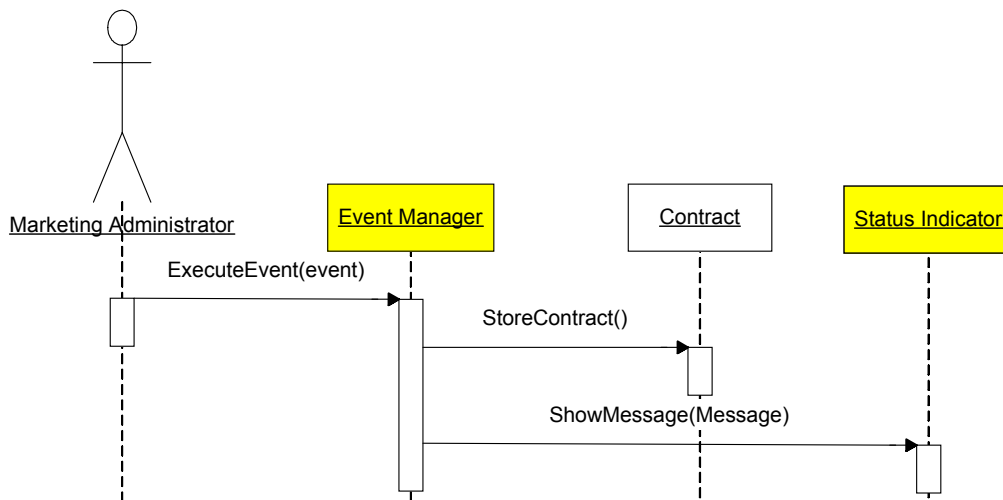 Marketing Administrator
Event Manager
Contract
Status Indicator
ExecuteEvent(event)
StoreContract()
ShowMessage(Message)